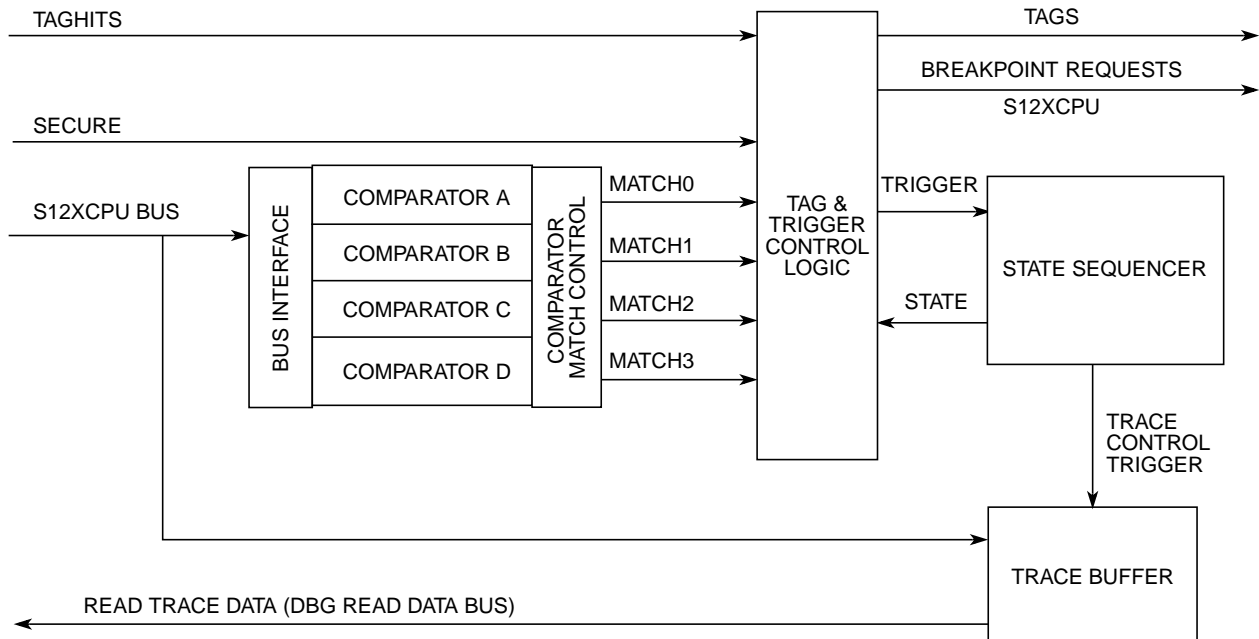 TAGHITS
TAGS
BREAKPOINT REQUESTS
S12XCPU
SECURE
S12XCPU BUS
BUS INTERFACE
COMPARATOR A
COMPARATOR B
COMPARATOR C
COMPARATOR D
COMPARATOR
MATCH CONTROL
MATCH0
MATCH1
MATCH2
MATCH3
TAG &
TRIGGER
CONTROL
LOGIC
TRIGGER
STATE
STATE SEQUENCER
TRACE
CONTROL
TRIGGER
TRACE BUFFER
READ TRACE DATA (DBG READ DATA BUS)